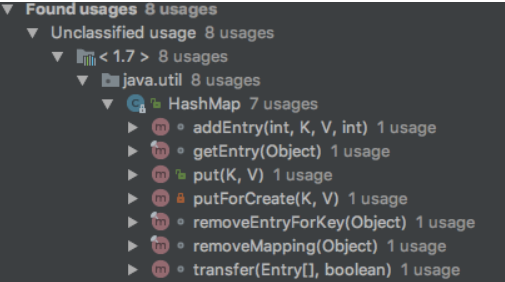 Found usages 8 usages
Unclassified usage 8 usages
< 1.7 > 8 usages
java.util 8 usages
HashMap 7 usages
addEntry(int, K, V, int) 1 usage
getEntry(Object) 1 usage
put(K, V) 1 usage
putForCreate(K, V) 1 usage
removeEntryForKey(Object) 1 usage
removeMapping(Object) 1 usage
transfer(Entry[], boolean) 1 usage